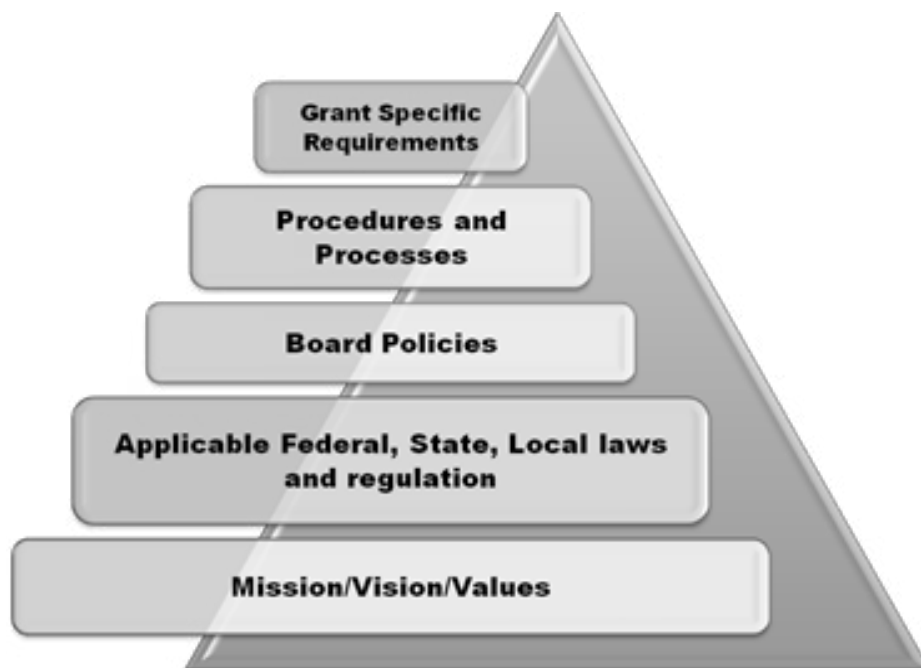 Grant Specific
Requirements
Procedures and
Processes
Board Policies
Applicable Federal, State, Local laws
and regulation
Mission/Vision/Values